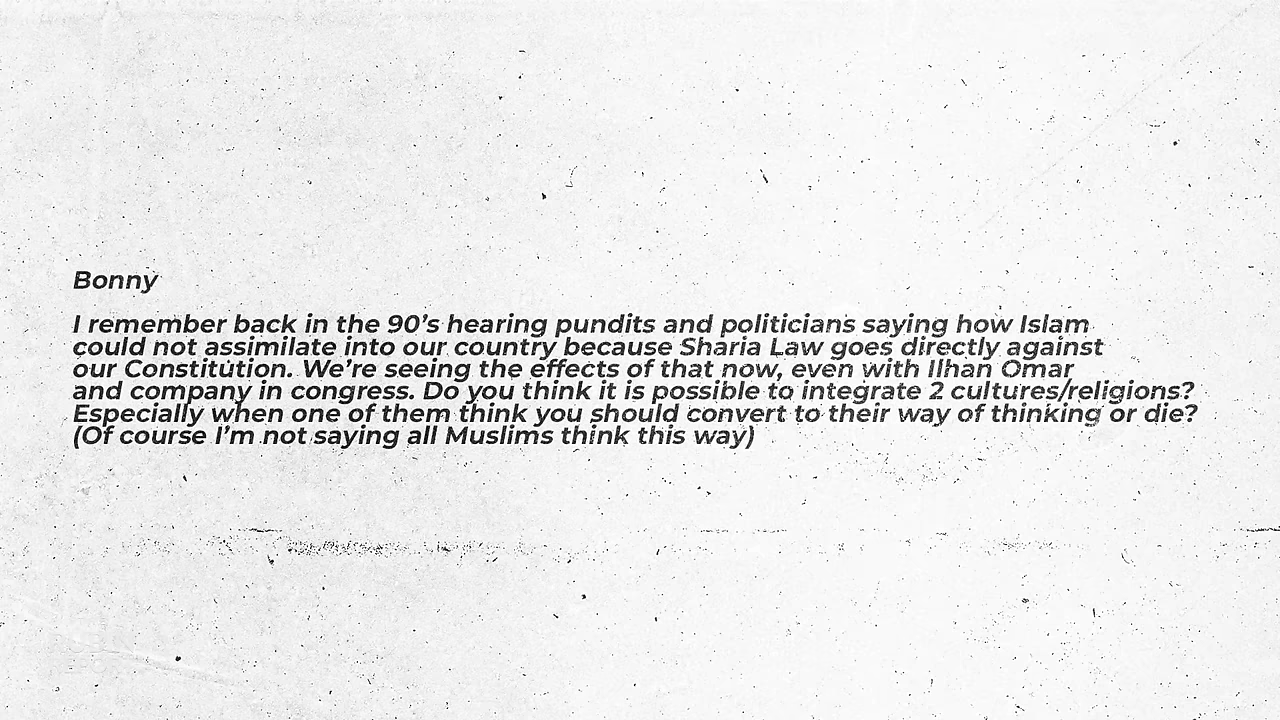 Bonny
I remember back in the 90's hearing pundits and politicians saying how Islam
could not assimilate into our country because Sharia Law goes directly against
our Constitution. We're seeing the effects of that now, even with Ilhan Omar
and company in congress. Do you think it is possible to integrate 2 cultures/religions?
Especially when one of them think you should convert to their way of thinking or die?
(Of course I'm not saying all Muslims think this way)